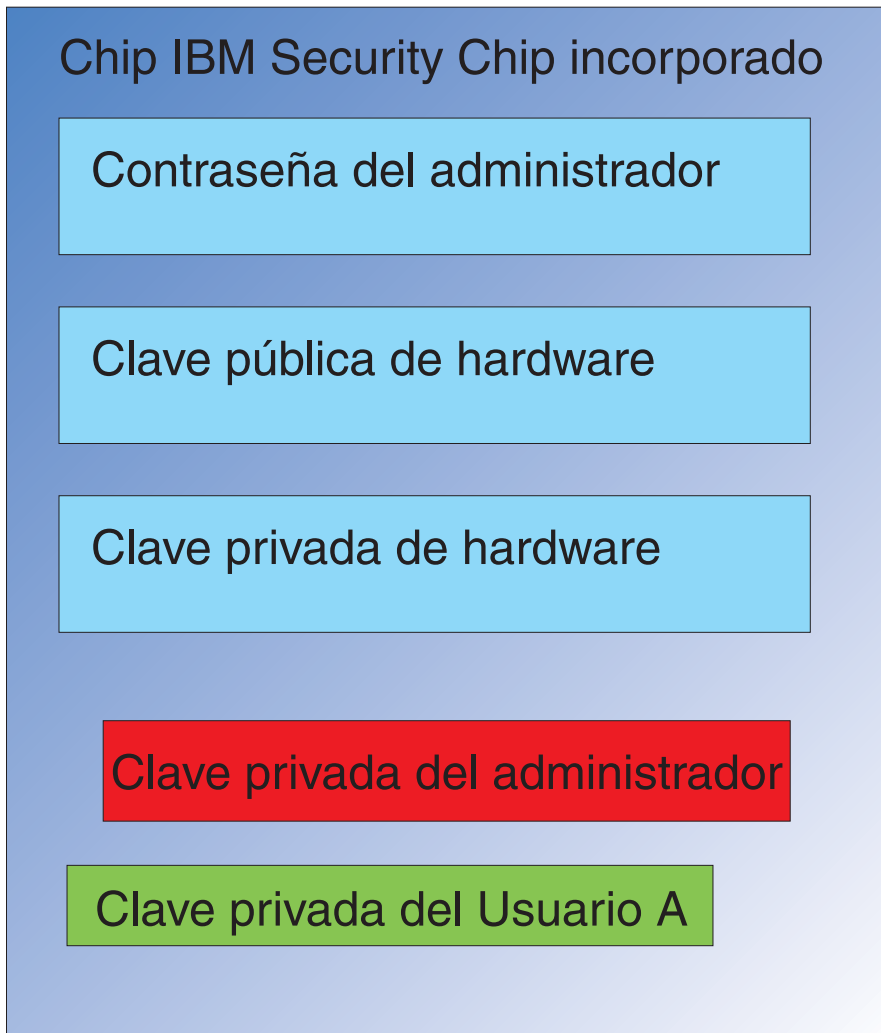 Chip IBM Security Chip incorporado
Contraseña del administrador
Clave pública de hardware
Clave privada de hardware
Clave privada del administrador
Clave privada del Usuario A